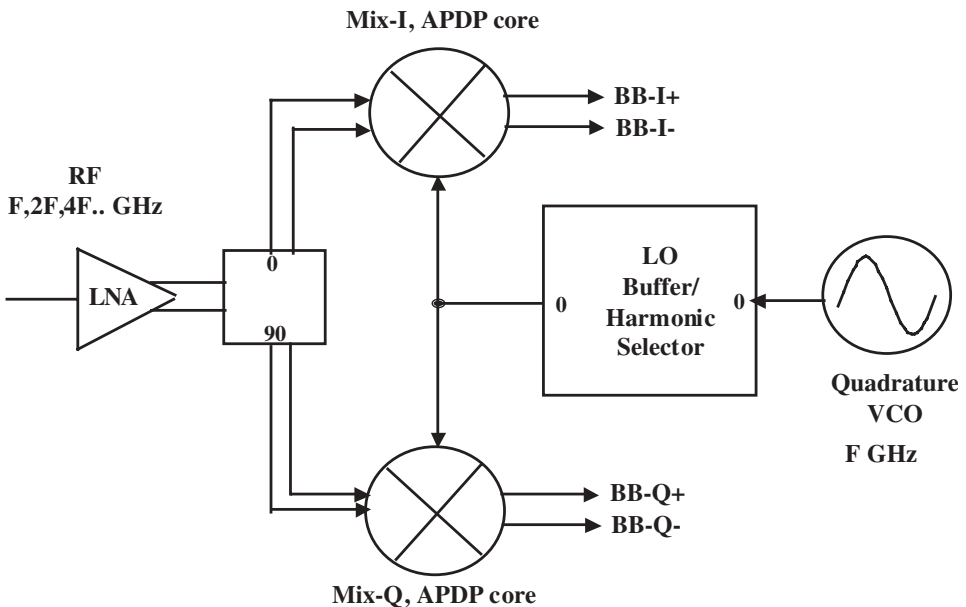 Mix-I, APDP core
BB-I+
BB-I-
RF
F,2F,4F.. GHz
LNA
0
90
0
LO
Buffer/
Harmonic
Selector
0
Quadrature
VCO
F GHz
BB-Q+
BB-Q-
Mix-Q, APDP core